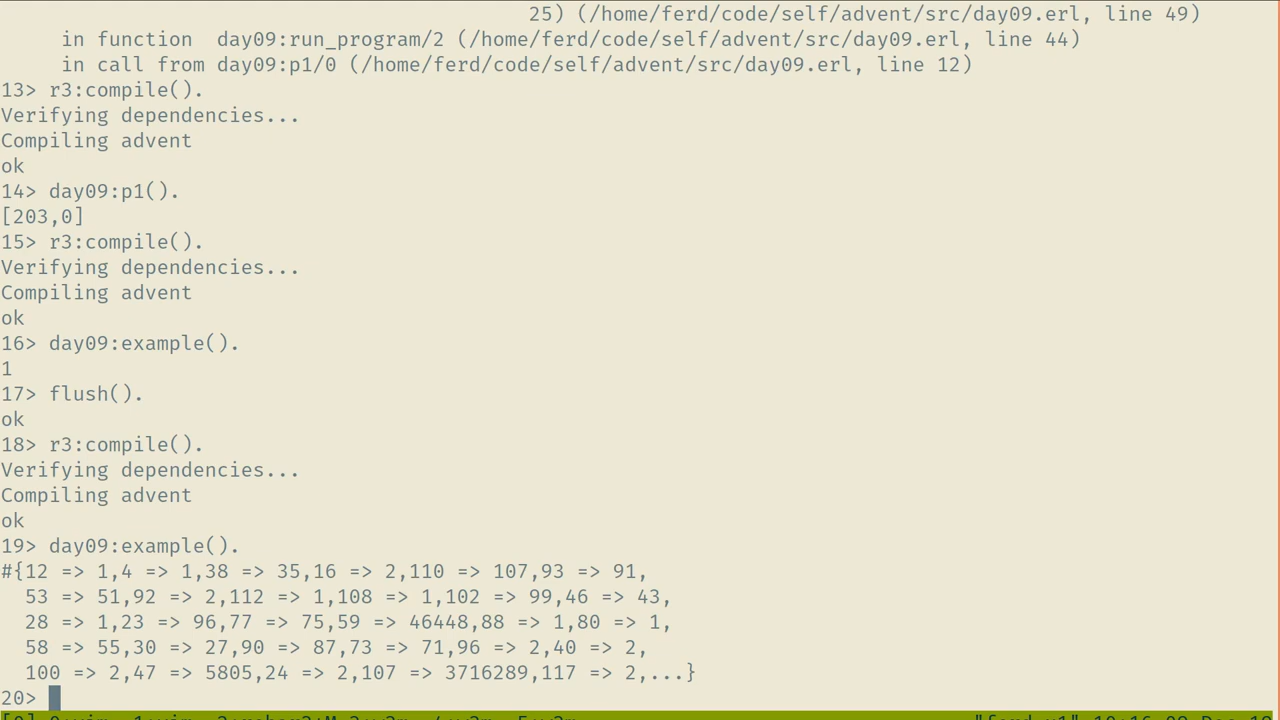 25) (/home/ferd/code/self/advent/src/day09.erl, line 49)
in function  day09:run_program/2 (/home/ferd/code/self/advent/src/day09.erl, line 44)
in call from day09:p1/0 (/home/ferd/code/self/advent/src/day09.erl, line 12)
13> r3:compile().
Verifying dependencies...
Compiling advent
ok
14> day09:p1().
[203,0]
15> r3:compile().
Verifying dependencies...
Compiling advent
ok
16> day09:example().
1
17> flush().
ok
18> r3:compile().
Verifying dependencies...
Compiling advent
ok
19> day09:example().
#{12 => 1,4 => 1,38 => 35,16 => 2,110 => 107,93 => 91,
53 => 51,92 => 2,112 => 1,108 => 1,102 => 99,46 => 43,
28 => 1,23 => 96,77 => 75,59 => 46448,88 => 1,80 => 1,
58 => 55,30 => 27,90 => 87,73 => 71,96 => 2,40 => 2,
100 => 2,47 => 5805,24 => 2,107 => 3716289,117 => 2,...}
20>